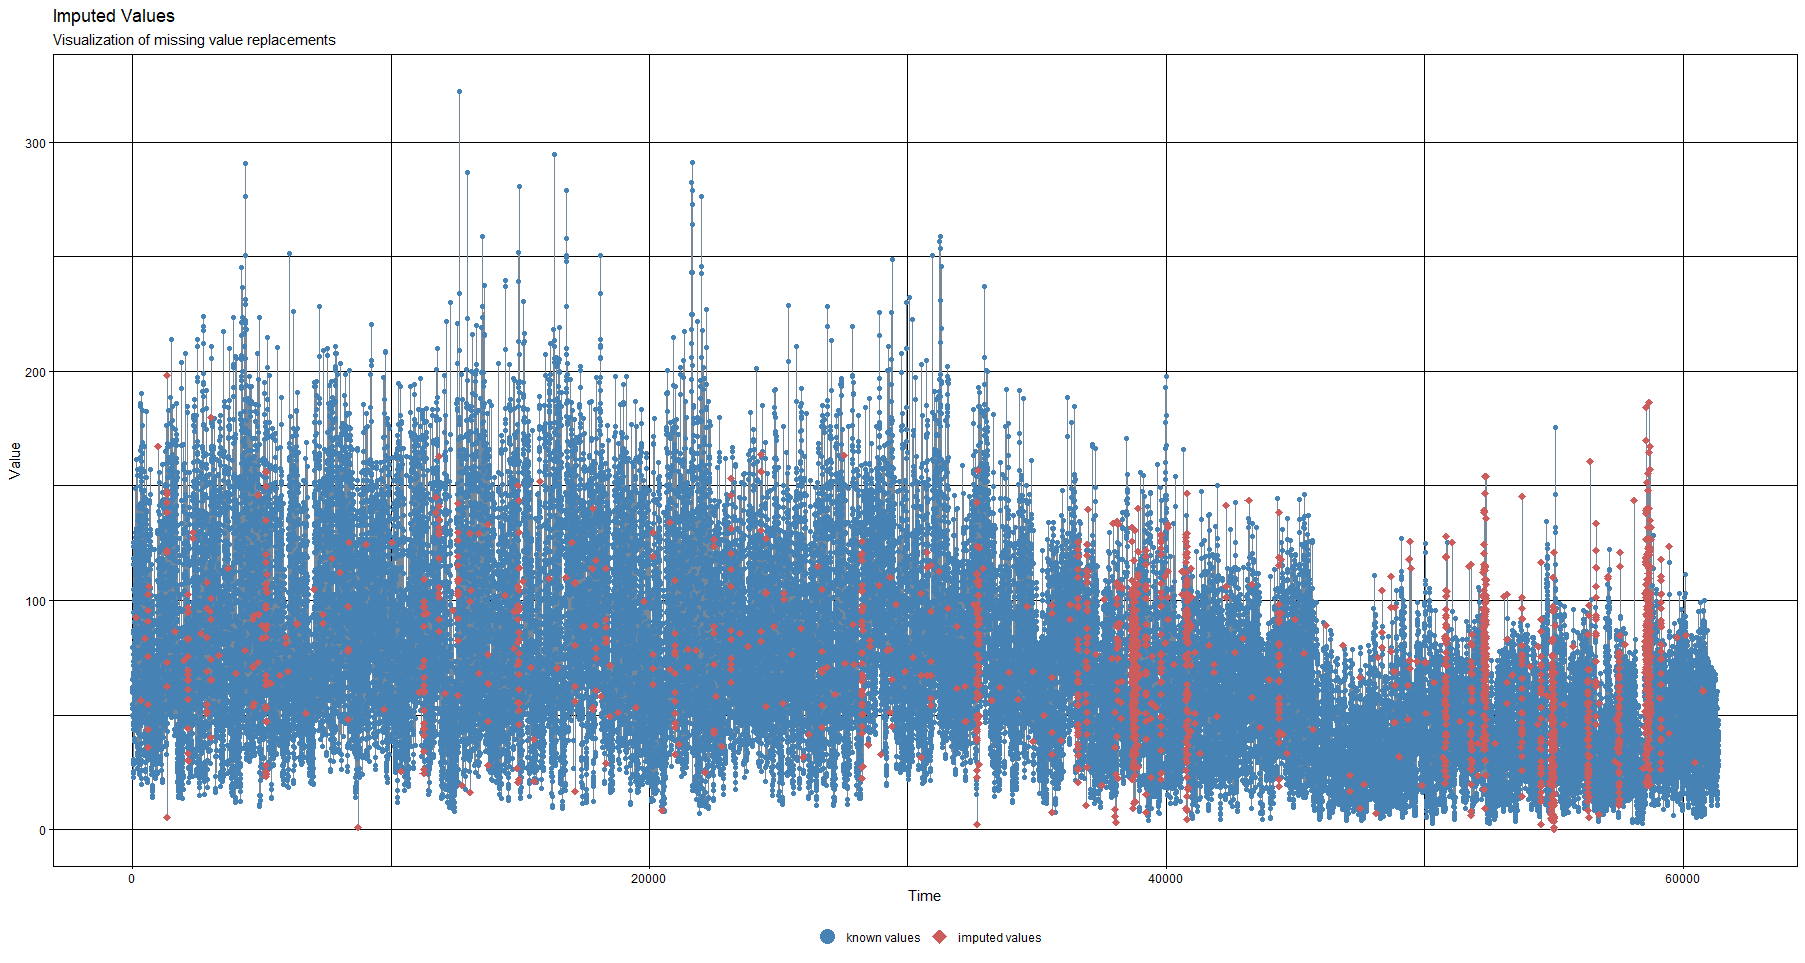 Imputed Values
Visualization of missing value replacements
300
200
100
0
Value
0
20000
40000
60000
Time
known values
imputed values